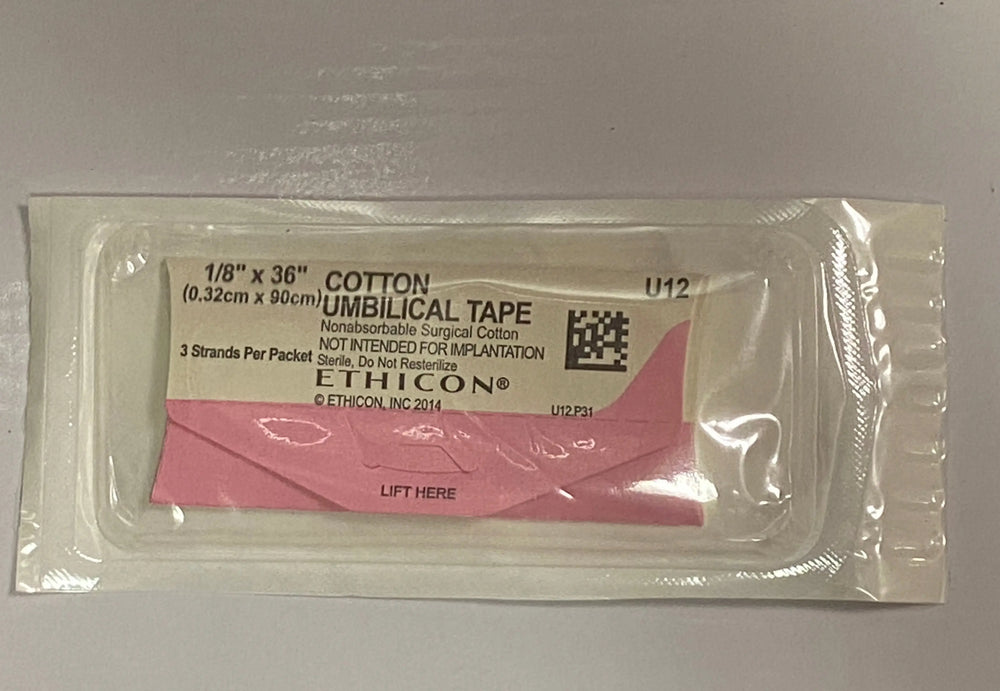 1/8" x 36"
(0.32cm x 90cm)
3 Strands Per Packet
COTTON
UMBILICAL TAPE
Nonabsorbable Surgical Cotton
NOT INTENDED FOR IMPLANTATION
Sterile, Do Not Resterilize
ETHICON®
© ETHICON, INC 2014
U12
U12.P31
LIFT HERE